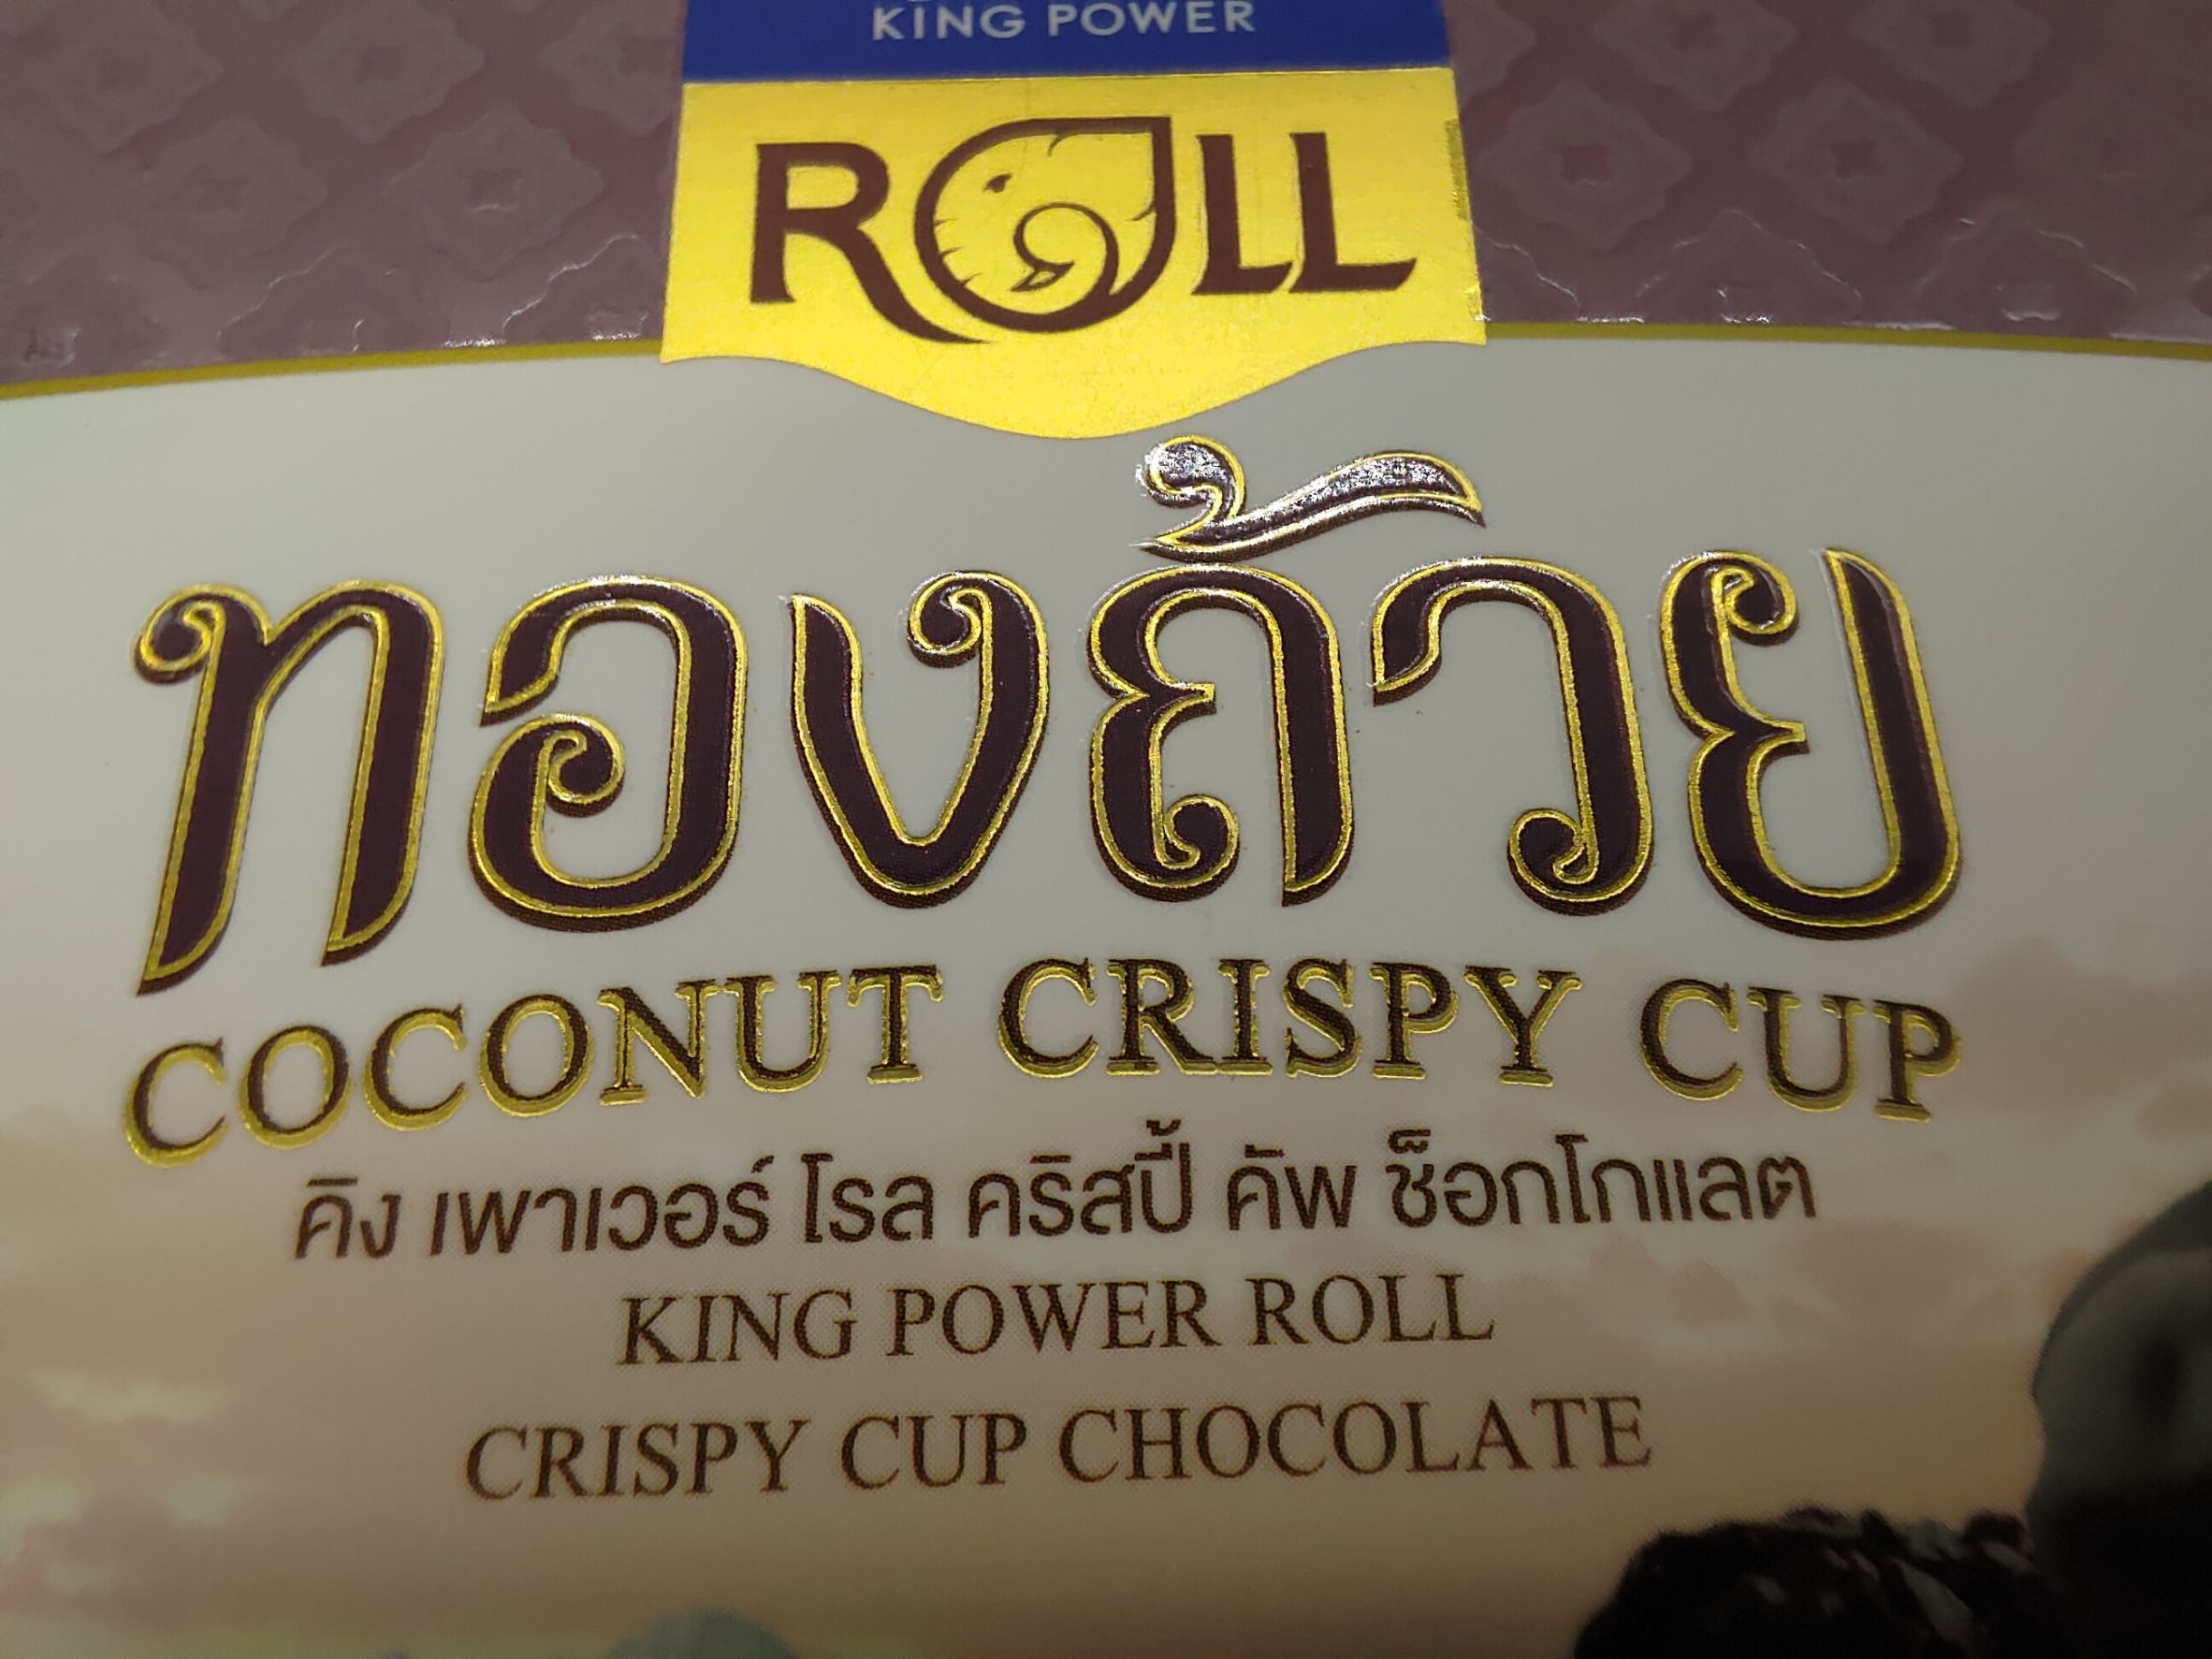 KING POWER
ROLL
ทองถ้วย
COCONUT CRISPY CUP
คิง เพาเวอร์ โรล คริสปี้ คัพ ช็อกโกแลต
KING POWER ROLL
CRISPY CUP CHOCOLATE